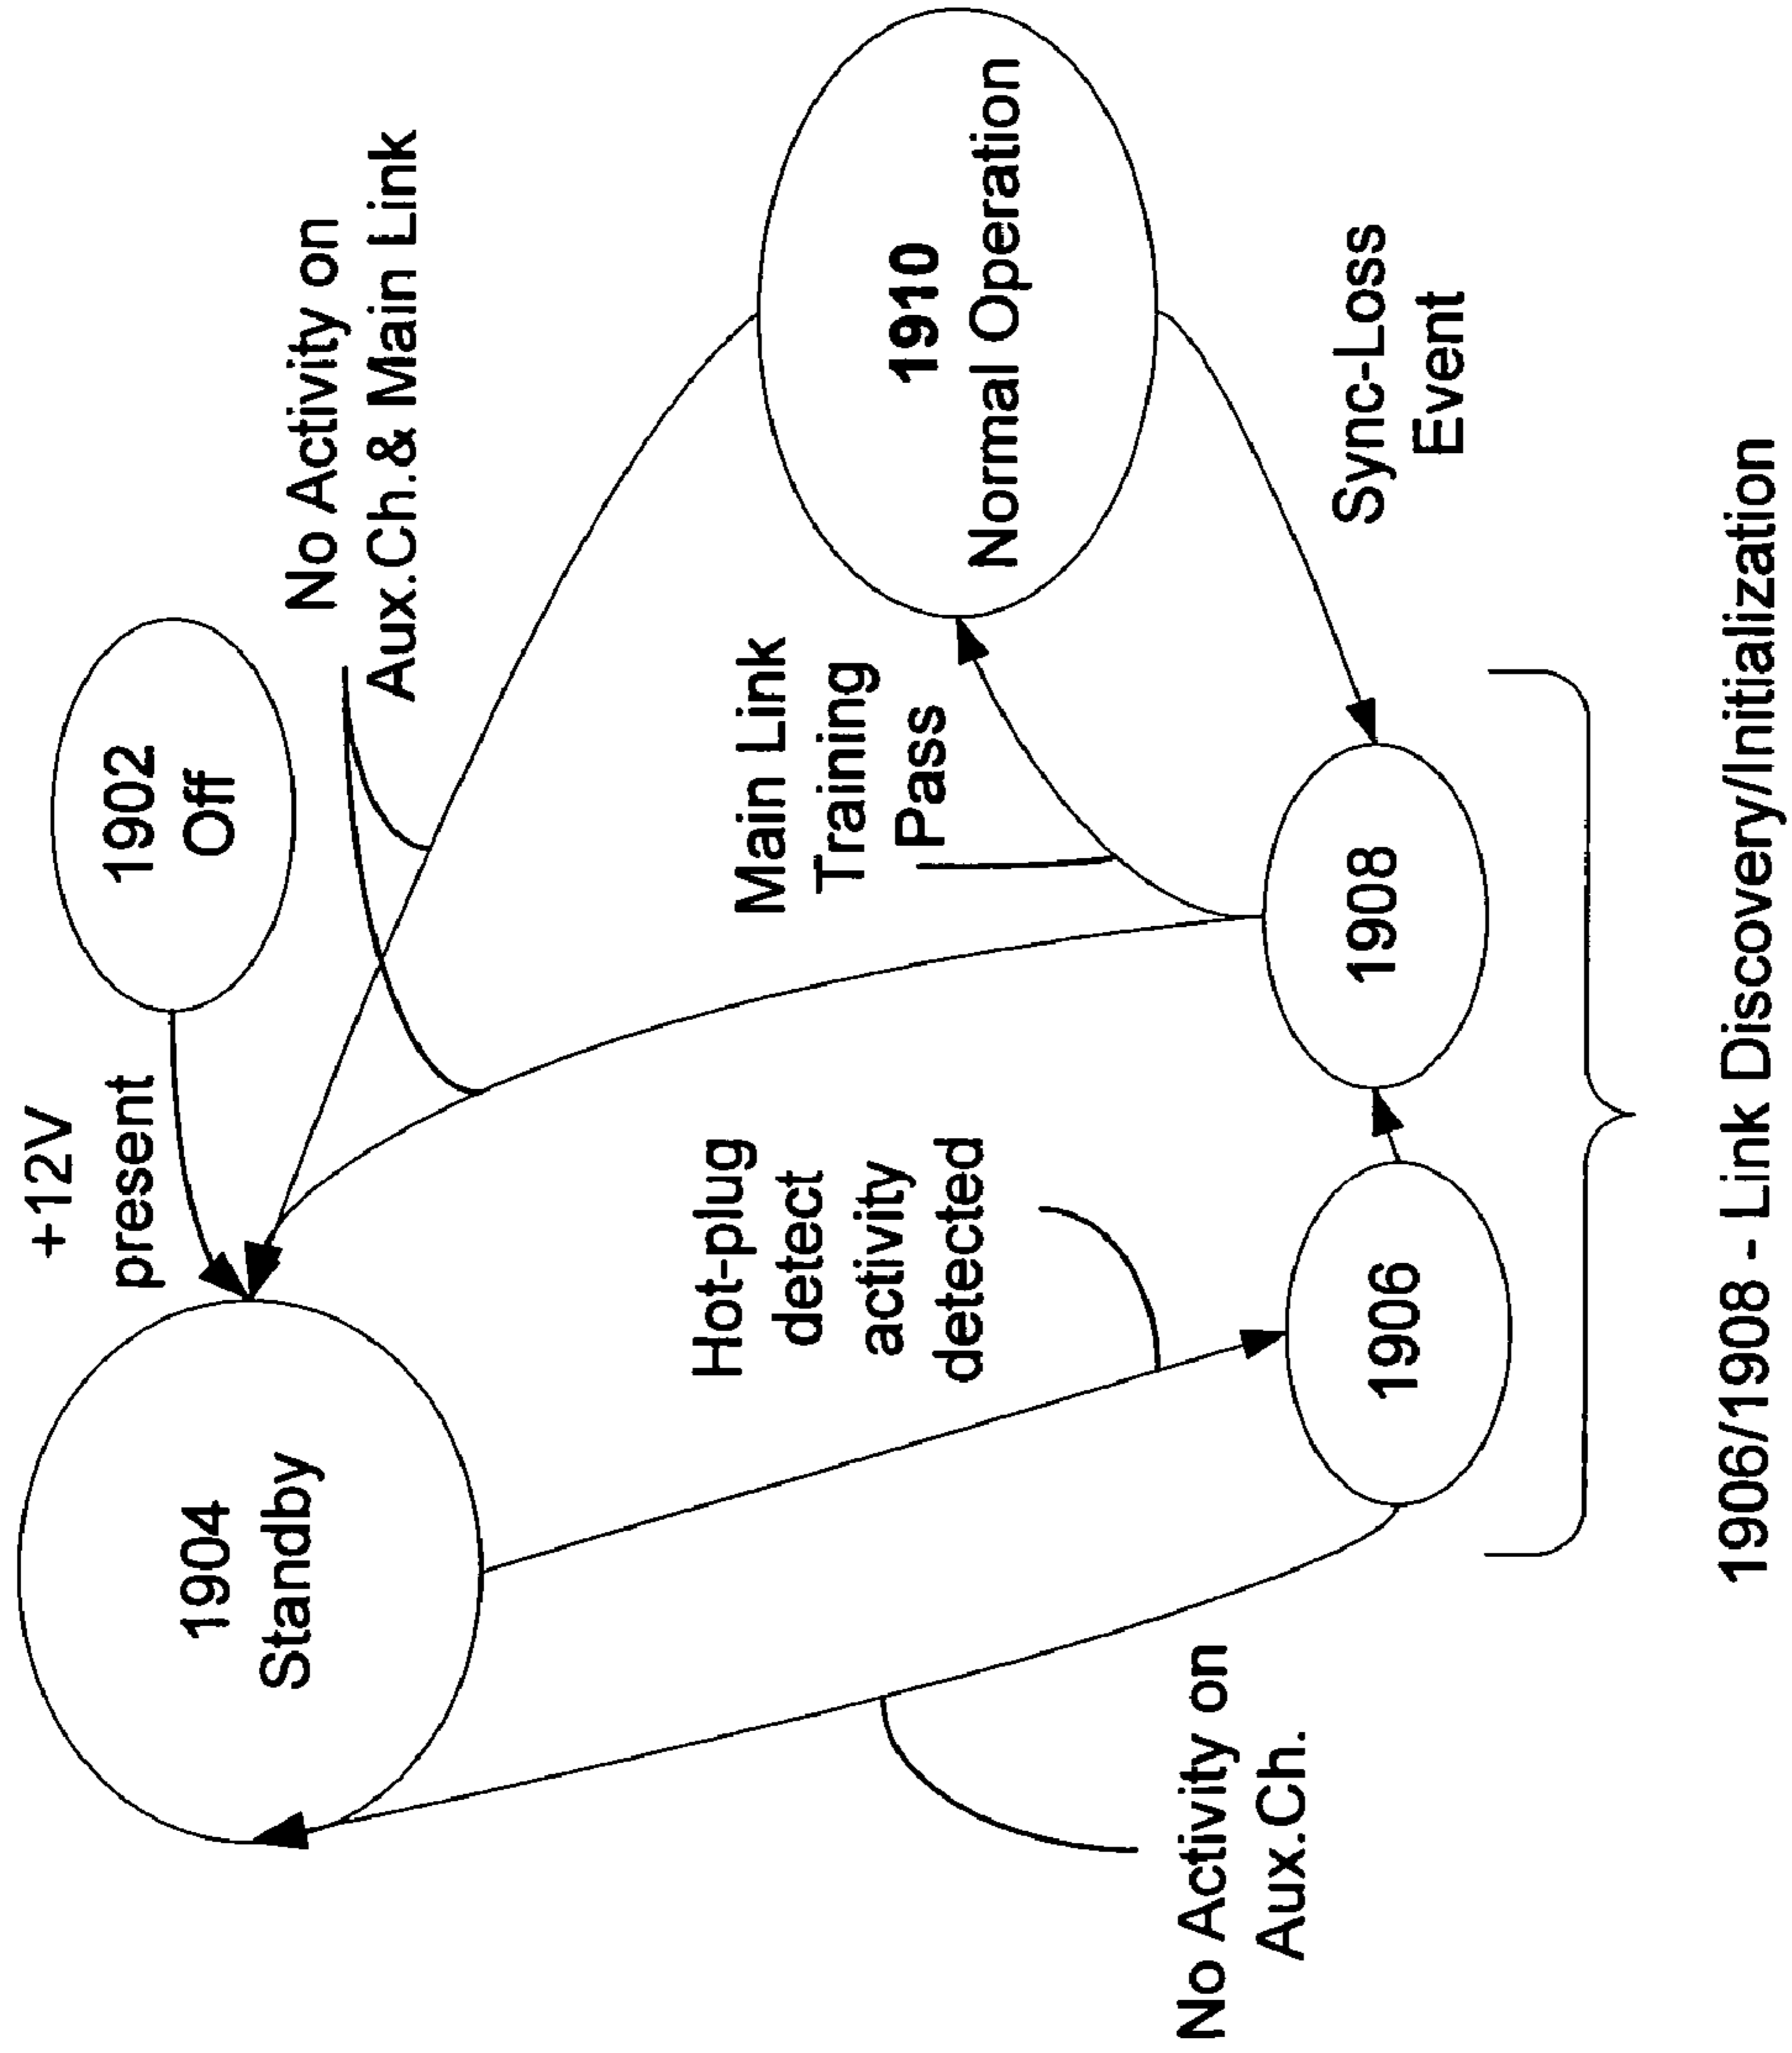 1902
Off
+12V
present
1904
Standby
No Activity on
Aux.Ch.& Main Link
Hot-plug
detect
activity
detected
Main Link
Training
Pass
1910
Normal Operation
No Activity on
Aux.Ch.
1906
1908
Sync-Loss
Event
1906/1908 - Link Discovery/Initialization